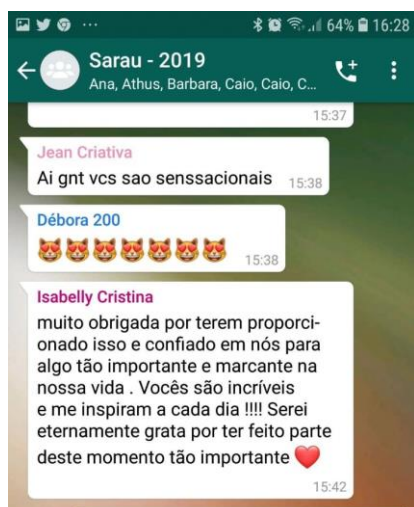 64% 16:28
Sarau - 2019
Ana, Athus, Barbara, Caio, Caio, C...
15:37
Jean Criativa
Ai gnt vcs sao senssacionais 15:38
Débora 200
😻😻😻😻😻😻😻 15:38
Isabelly Cristina
muito obrigada por terem proporci-
onado isso e confiado em nós para
algo tão importante e marcante na
nossa vida . Vocês são incríveis
e me inspiram a cada dia !!!! Serei
eternamente grata por ter feito parte
deste momento tão importante ❤️
15:42